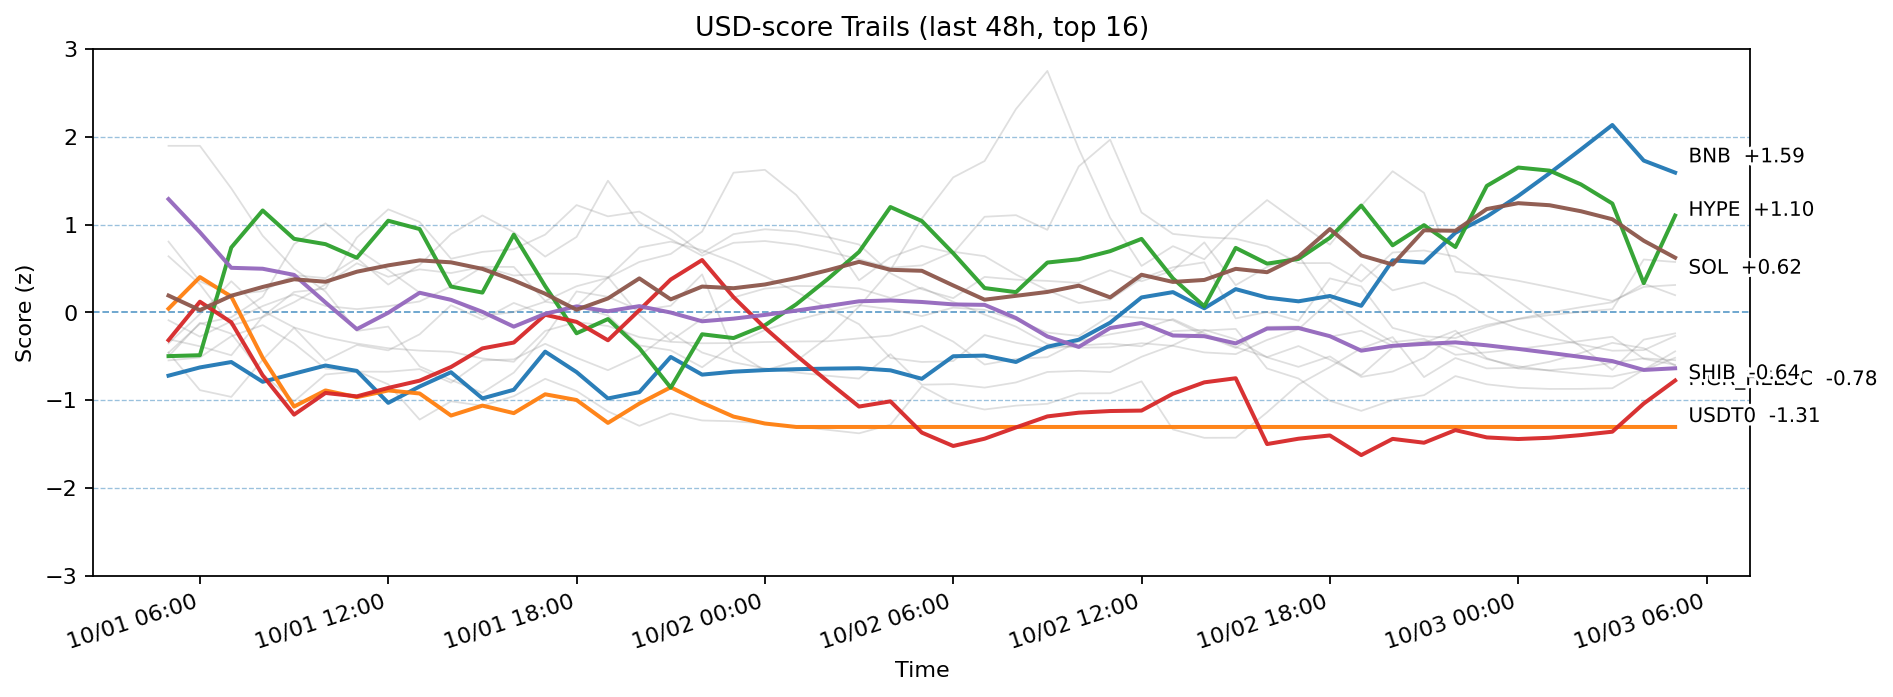 USD-score Trails (last 48h, top 16)
Score (z)
3
2
1
0
−1
−2
−3
BNB +1.59
HYPE +1.10
SOL +0.62
SHIB -0.64
-0.78
USDT0 -1.31
10/01 06:00
10/01 12:00
10/01 18:00
10/02 00:00
10/02 06:00
10/02 12:00
10/02 18:00
10/03 00:00
10/03 06:00
Time